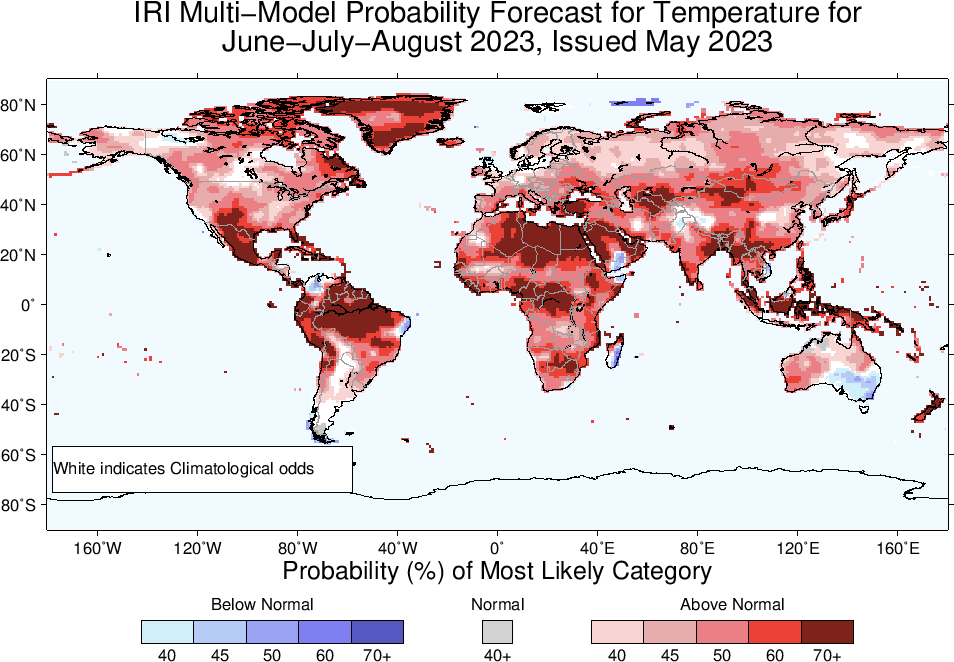 IRI Multi−Model Probability Forecast for Temperature for
June−July−August 2023, Issued May 2023
80˚N
60˚N
40˚N
20˚N
0˚
20˚S
40˚S
60˚S
80˚S
White indicates Climatological odds
160˚W 120˚W 80˚W 40˚W 0˚ 40˚E 80˚E 120˚E 160˚E
Probability (%) of Most Likely Category
Below Normal Normal Above Normal
40 45 50 60 70+ 40+ 40 45 50 60 70+